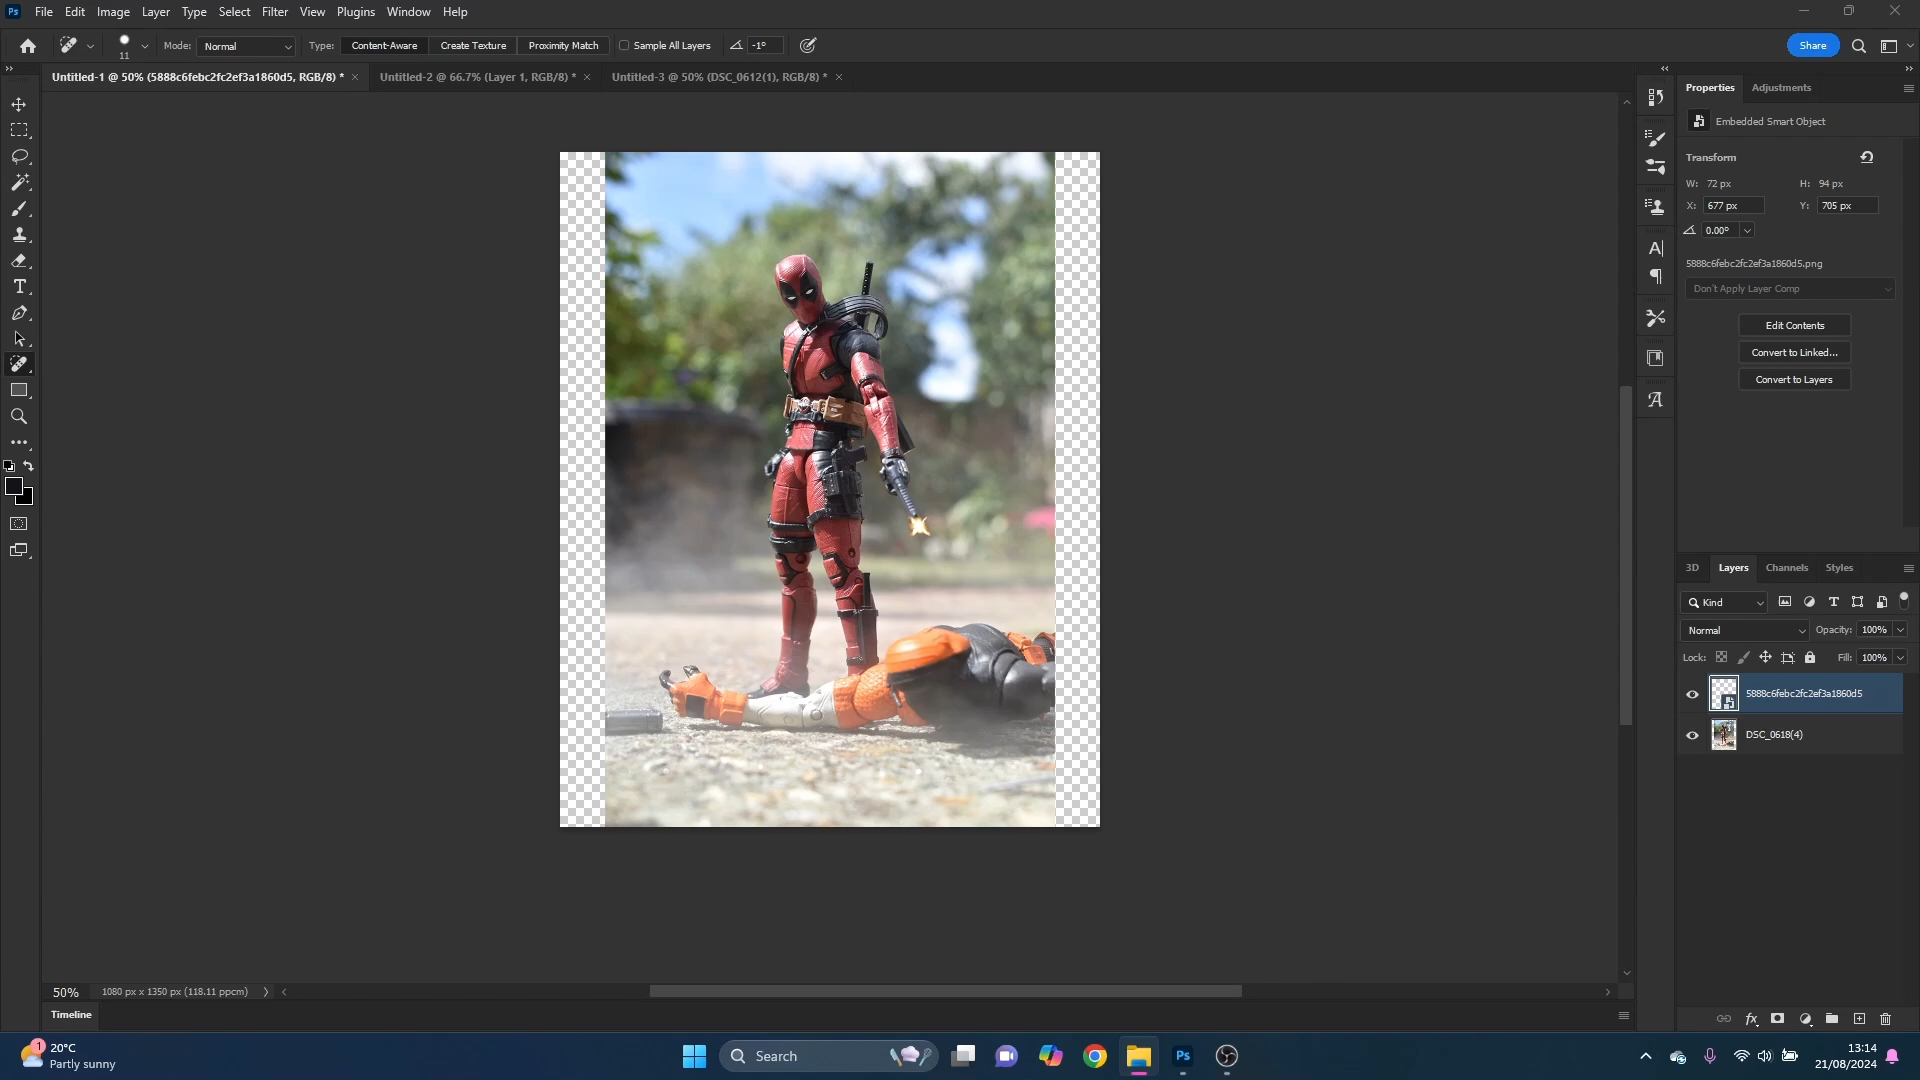 Ps File Edit Image Layer Type Select Filter View Plugins Window Help
11 Mode: Normal Type: Content-Aware Create Texture Proximity Match Sample All Layers -1° Share
Untitled-1 @ 50% (5888c6febc2fc2ef3a1860d5, RGB/8) * Untitled-2 @ 66.7% (Layer 1, RGB/8) * Untitled-3 @ 50% (DSC_0612(1), RGB/8) *
Properties Adjustments
Embedded Smart Object
Transform
W: 72 px H: 94 px
X: 677 px Y: 705 px
0.00°
5888c6febc2fc2ef3a1860d5.png
Don't Apply Layer Comp
Edit Contents
Convert to Linked...
Convert to Layers
3D Layers Channels Styles
Kind
Normal Opacity: 100%
Lock: Fill: 100%
5888c6febc2fc2ef3a1860d5
DSC_0618(4)
fx
50% 1080 px x 1350 px (118.11 ppcm)
Timeline
1 20°C
Partly sunny
Search
Ps
13:14
21/08/2024